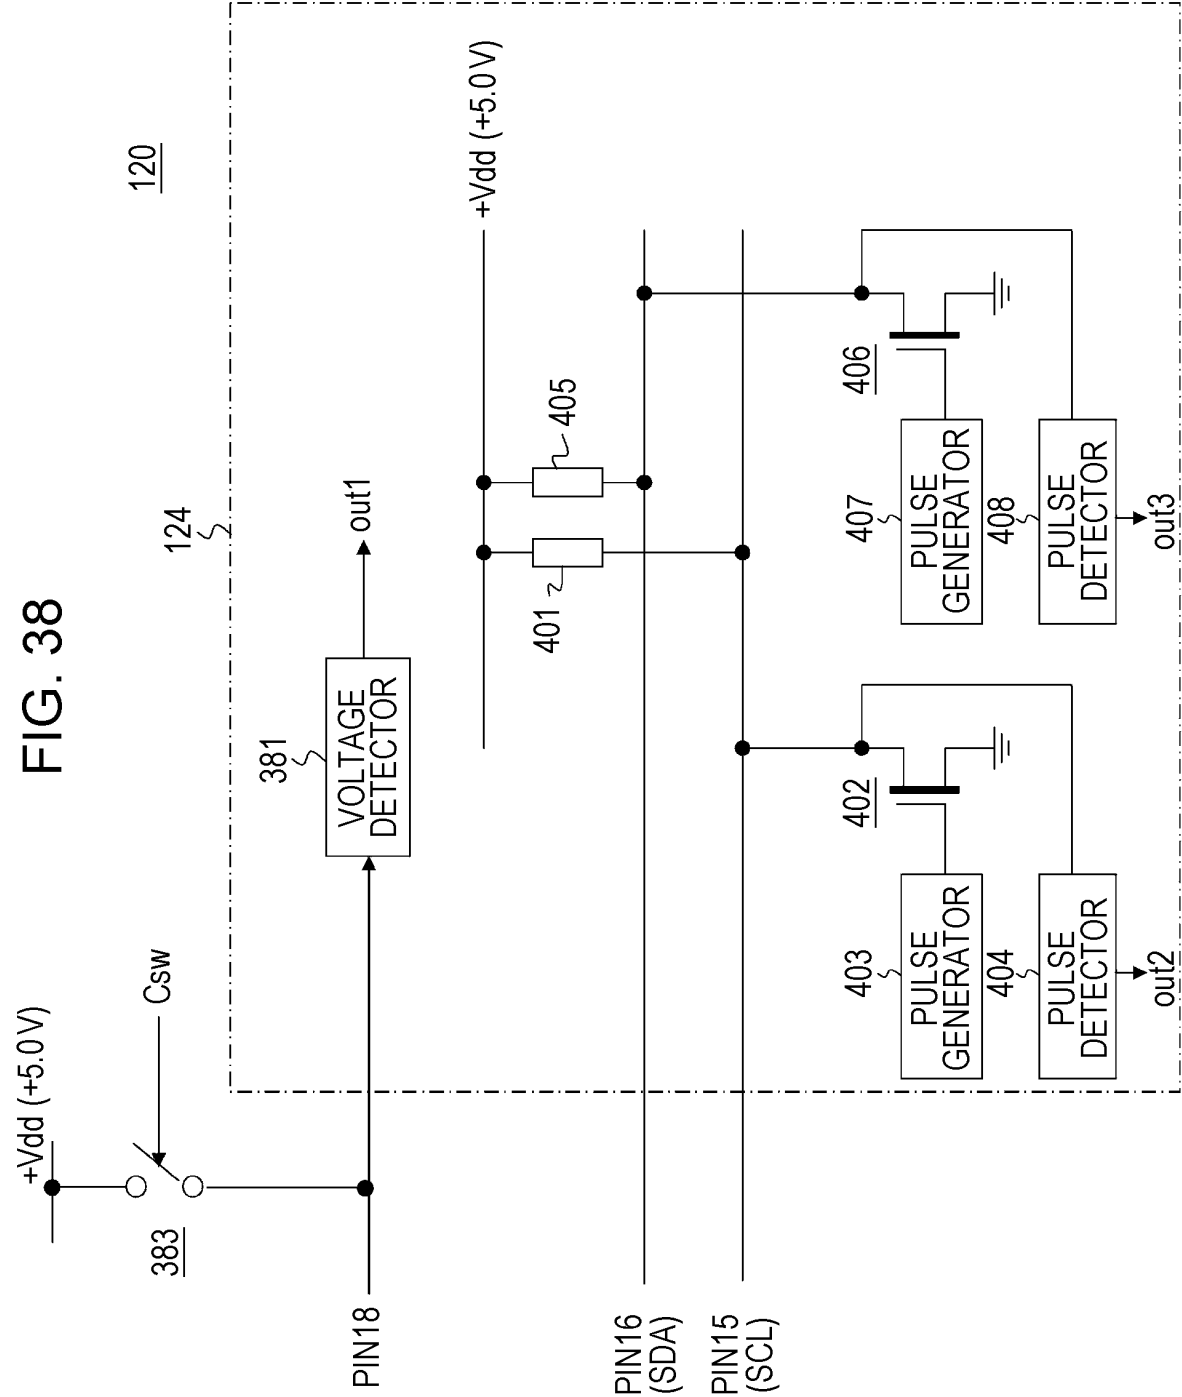 FIG. 38
120
124
+Vdd (+5.0V)
Csw
383
381
VOLTAGE
DETECTOR
out1
PIN18
+Vdd (+5.0V)
401
405
PIN16
(SDA)
PIN15
(SCL)
402
406
403
PULSE
GENERATOR
407
PULSE
GENERATOR
404
PULSE
DETECTOR
408
PULSE
DETECTOR
out2
out3